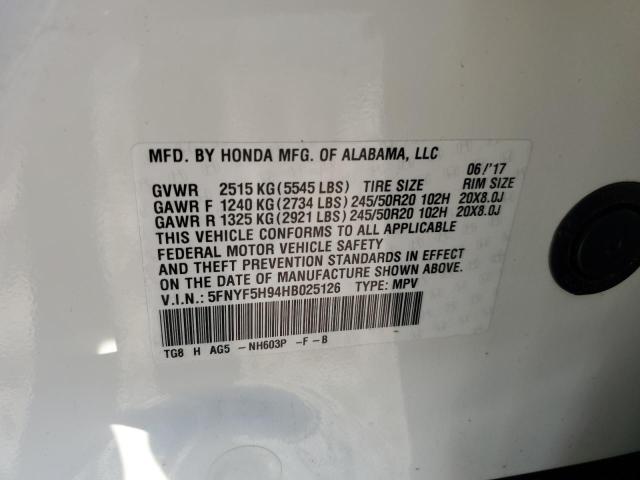 MFD. BY HONDA MFG. OF ALABAMA, LLC 06/'17
GVWR 2515 KG (5545 LBS) TIRE SIZE RIM SIZE
GAWR F 1240 KG (2734 LBS) 245/50R20 102H 20X8.0J
GAWR R 1325 KG (2921 LBS) 245/50R20 102H 20X8.0J
THIS VEHICLE CONFORMS TO ALL APPLICABLE
FEDERAL MOTOR VEHICLE SAFETY
AND THEFT PREVENTION STANDARDS IN EFFECT
ON THE DATE OF MANUFACTURE SHOWN ABOVE.
V.I.N.: 5FNYF5H94HB025126 TYPE: MPV
TG8 H AG5 -NH603P -F-B